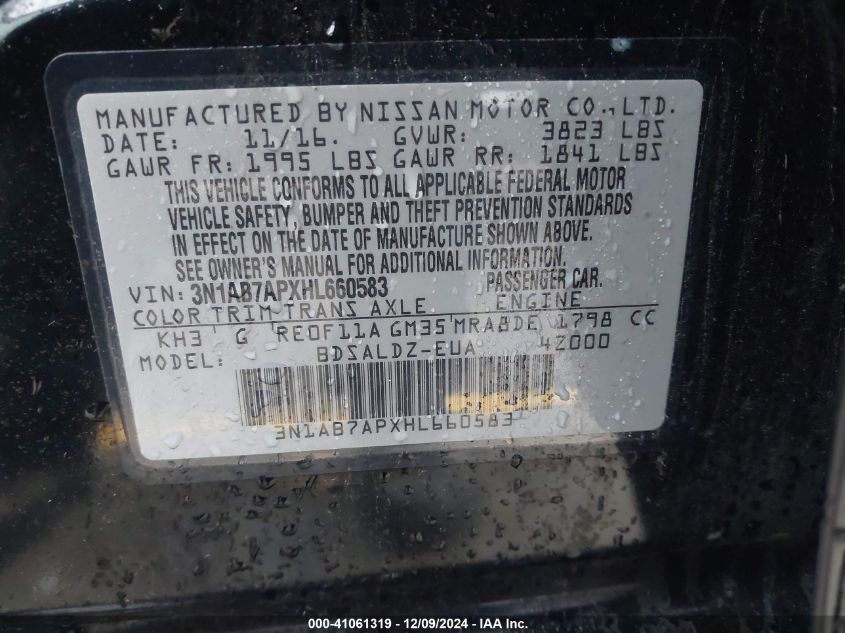 MANUFACTURED BY NISSAN MOTOR CO., LTD.
DATE: 11/16. GVWR: 3823 LBS
GAWR FR: 1995 LBS GAWR RR: 1841 LBS
THIS VEHICLE CONFORMS TO ALL APPLICABLE FEDERAL MOTOR
VEHICLE SAFETY, BUMPER AND THEFT PREVENTION STANDARDS
IN EFFECT ON THE DATE OF MANUFACTURE SHOWN ABOVE.
SEE OWNER'S MANUAL FOR ADDITIONAL INFORMATION.
VIN: 3N1AB7APXHL660583 PASSENGER CAR.
COLOR TRIM TRANS AXLE ENGINE
KH3 G RE0F11A GM35 MRA8DE 1798 CC
MODEL: BDSALDZ-EUA 4Z000
3N1AB7APXHL660583
000-41061319 - 12/09/2024 - IAA Inc.